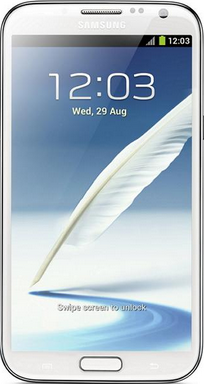 SAMSUNG
12:03
12:03
Wed, 29 Aug
Swipe screen to unlock.